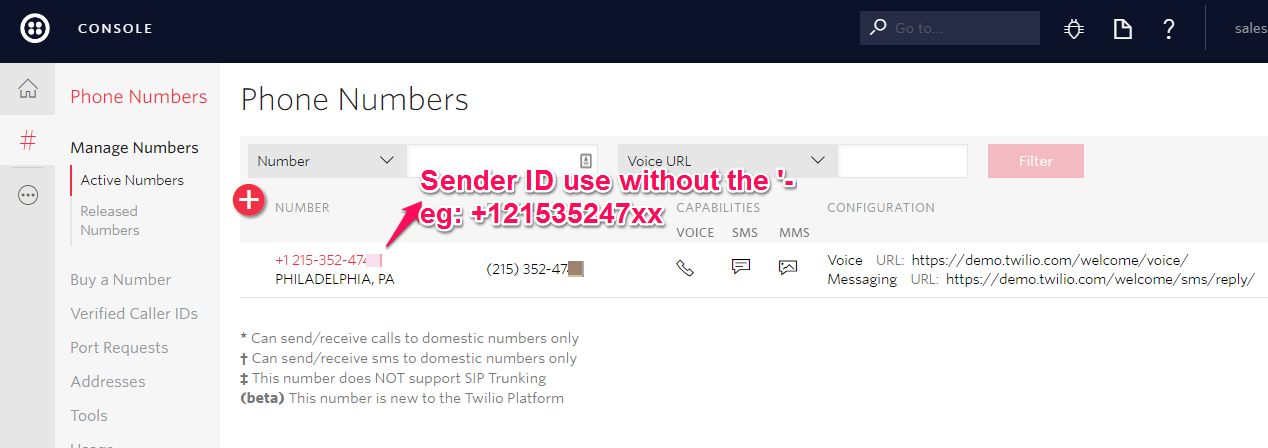 CONSOLE
Go to...
sales
Phone Numbers
Manage Numbers
Active Numbers
Released
Numbers
Buy a Number
Verified Caller IDs
Port Requests
Addresses
Tools
Phone Numbers
Number
Voice URL
Filter
Sender ID use without the '-
eg: +121535247xx
NUMBER
CAPABILITIES
CONFIGURATION
VOICE SMS MMS
+1 215-352-474
PHILADELPHIA, PA
(215) 352-47
Voice URL: https://demo.twilio.com/welcome/voice/
Messaging URL: https://demo.twilio.com/welcome/sms/reply/
* Can send/receive calls to domestic numbers only
† Can send/receive sms to domestic numbers only
‡ This number does NOT support SIP Trunking
(beta) This number is new to the Twilio Platform